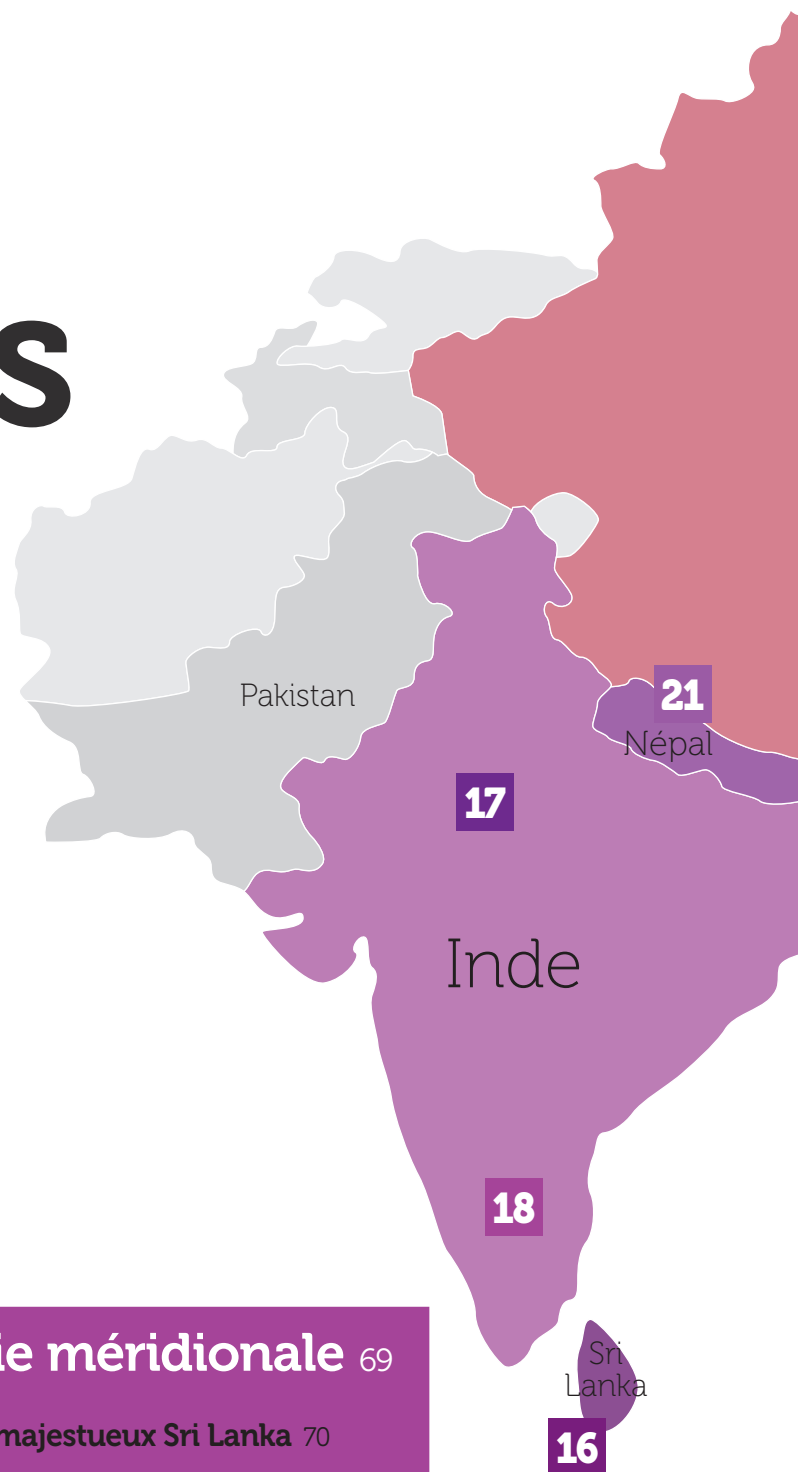 s
Pakistan
21
Népal
17
Inde
18
ie méridionale 69
Sri
Lanka
majestueux Sri Lanka 70
16